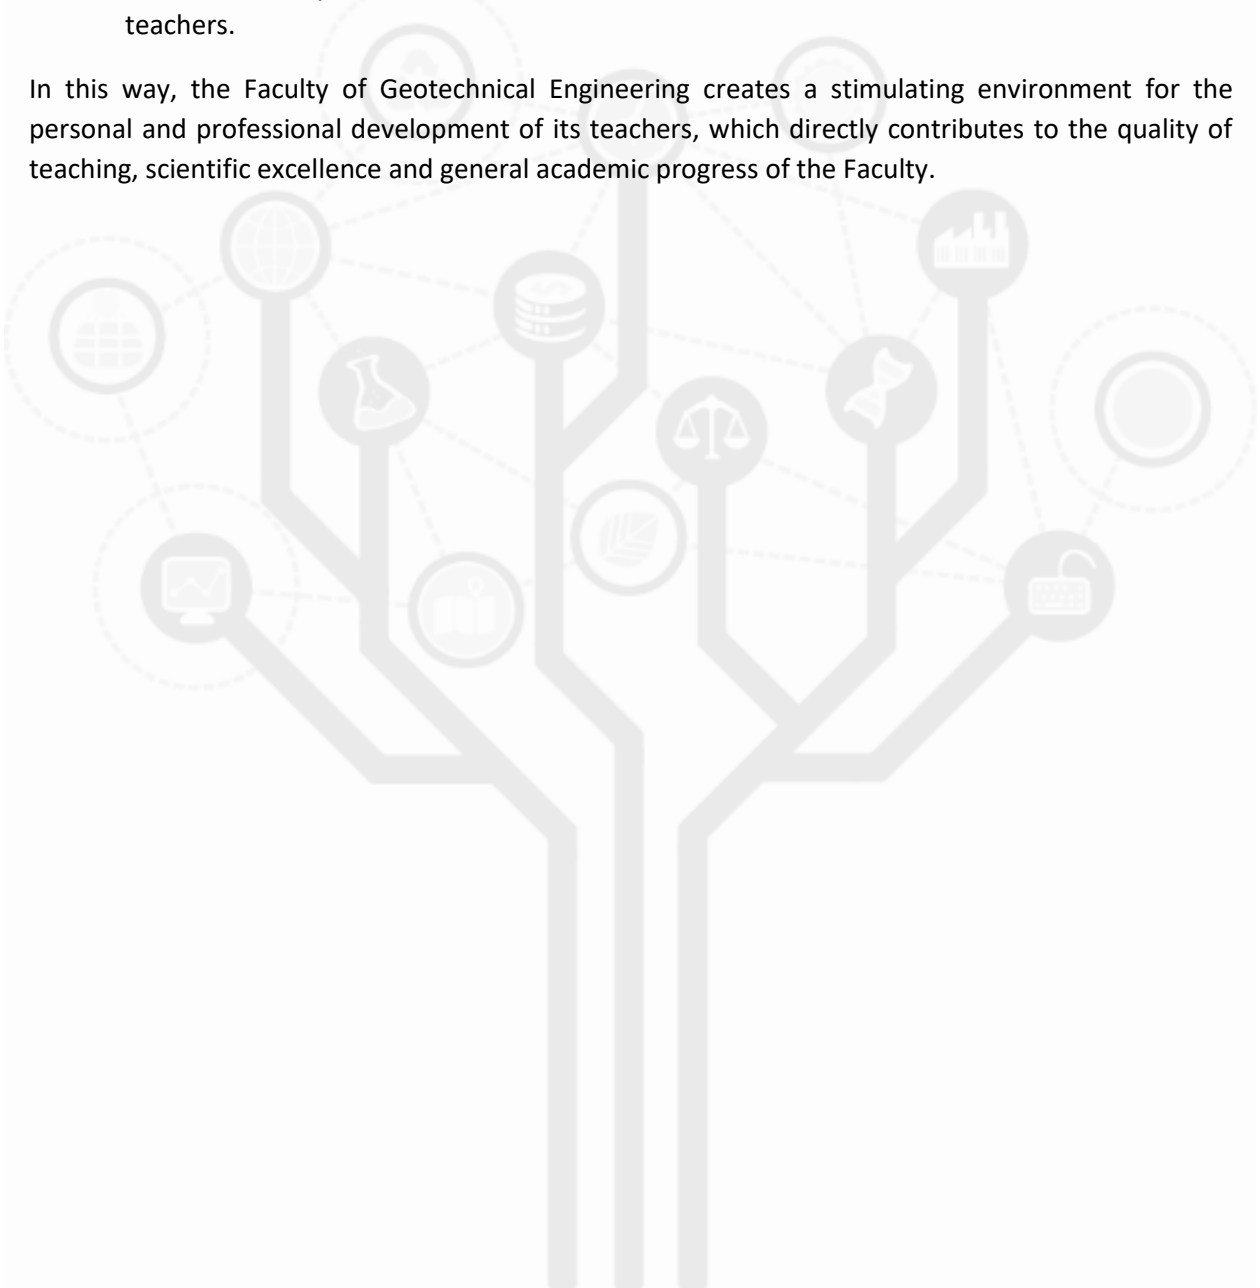 teachers.
In this way, the Faculty of Geotechnical Engineering creates a stimulating environment for the
personal and professional development of its teachers, which directly contributes to the quality of
teaching, scientific excellence and general academic progress of the Faculty.